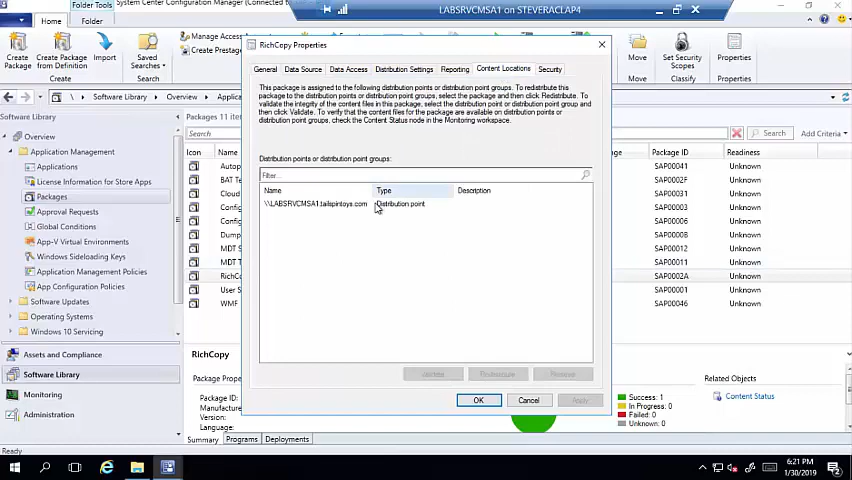 Folder Tools
System Center Configuration Manager (Connected to
LABSRVCMSA1 on STEVERACLAP4
Home
Folder
Create
Package
Create Package
from Definition
Import
Create
Saved
Searches
Search
Manage Acce
Create Prestag
Move
Move
Set Security
Scopes
Classify
Properties
Properties
\ Software Library Overview Applica
Software Library
Overview
Application Management
Applications
License Information for Store Apps
Packages
Approval Requests
Global Conditions
App-V Virtual Environments
Windows Sideloading Keys
Application Management Policies
App Configuration Policies
Software Updates
Operating Systems
Windows 10 Servicing
Assets and Compliance
Software Library
Monitoring
Administration
Ready
Packages 11 item
Search
Search
Add Criteria
Icon Name Package ID Readiness
Autop SAP00041 Unknown
BAT Te SAP0002F Unknown
Cloud SAP00031 Unknown
Config SAP00003 Unknown
Config SAP00002 Unknown
Dump SAP0000B Unknown
MDT S SAP00012 Unknown
MDT T SAP00011 Unknown
RichCo SAP0002A Unknown
User S SAP00001 Unknown
WMF SAP00046 Unknown
RichCopy Properties
General Data Source Data Access Distribution Settings Reporting Content Locations Security
This package is assigned to the following distribution points or distribution point groups. To redistribute this
package to the distribution points or distribution point groups, select the package and then click Redistribute. To
validate the integrity of the content files in this package, select the distribution point or distribution point group and
then click Validate. To verify that the content files for the package are available on distribution points or
distribution point groups, check the Content Status node in the Monitoring workspace.
Distribution points or distribution point groups:
Filter...
Name Type Description
\\LABSRVCMSA1.tailspintoys.com Distribution point
Validate Redistribute Remove
OK Cancel Apply
RichCopy
Package Prope
Package ID:
Manufacture
Version:
Language:
Success: 1
In Progress: 0
Failed: 0
Unknown: 0
Related Objects
Content Status
Summary Programs Deployments
6:21 PM
1/30/2019